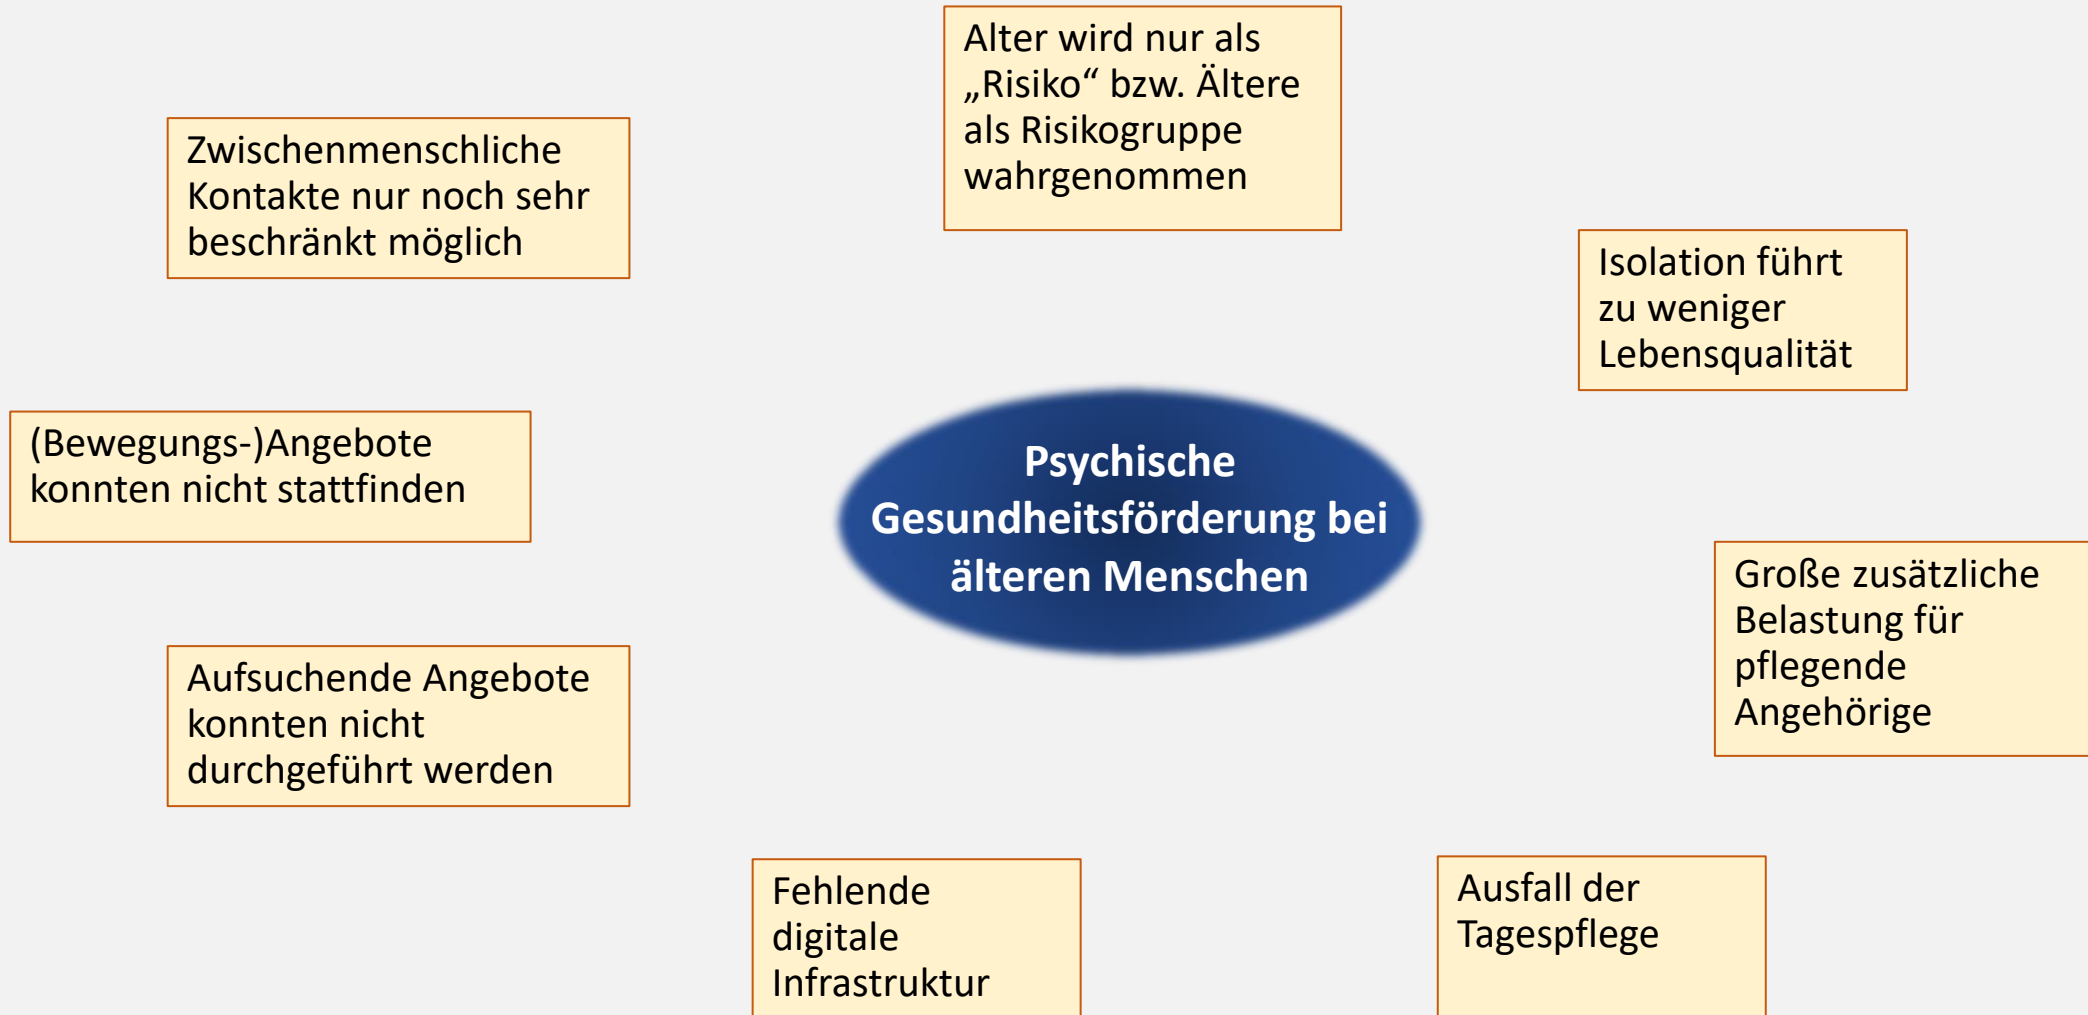 Alter wird nur als
„Risiko“ bzw. Ältere
als Risikogruppe
wahrgenommen
Zwischenmenschliche
Kontakte nur noch sehr
beschränkt möglich
Isolation führt
zu weniger
Lebensqualität
(Bewegungs-)Angebote
konnten nicht stattfinden
Psychische
Gesundheitsförderung bei
älteren Menschen
Große zusätzliche
Belastung für
pflegende
Angehörige
Aufsuchende Angebote
konnten nicht
durchgeführt werden
Fehlende
digitale
Infrastruktur
Ausfall der
Tagespflege